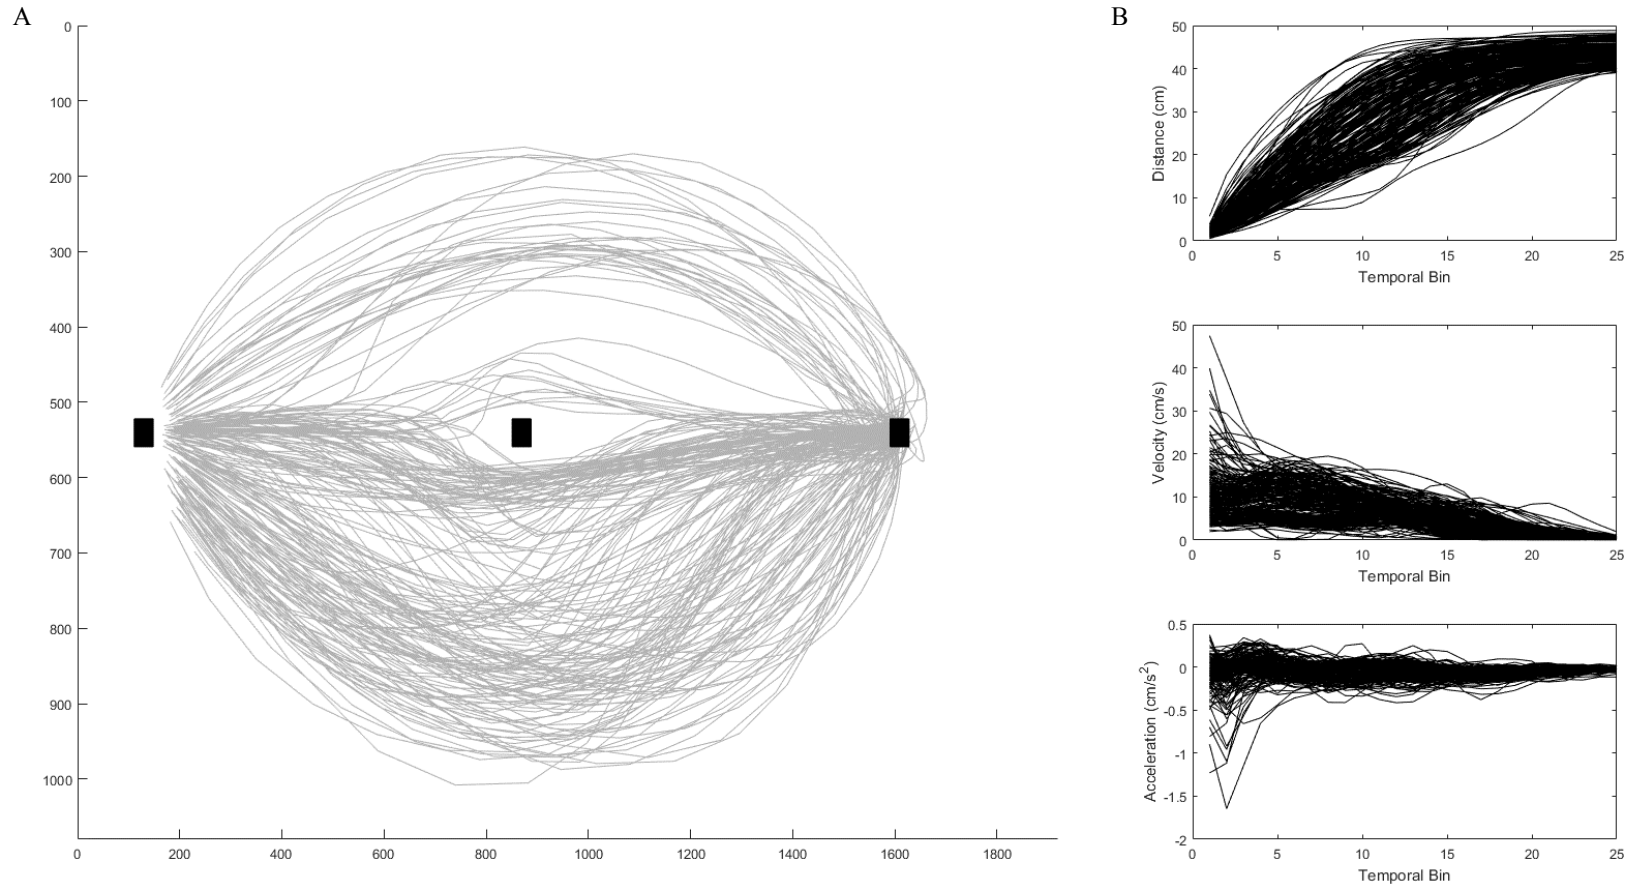 A
0
100
200
300
400
500
600
700
800
900
1000
0 200 400 600 800 1000 1200 1400 1600 1800
B
50
40
30
20
10
0
Distance (cm)
0 5 10 15 20 25
Temporal Bin
50
40
30
20
10
0
Velocity (cm/s)
0 5 10 15 20 25
Temporal Bin
0.5
0
-0.5
-1
-1.5
-2
Acceleration (cm/s²)
0 5 10 15 20 25
Temporal Bin